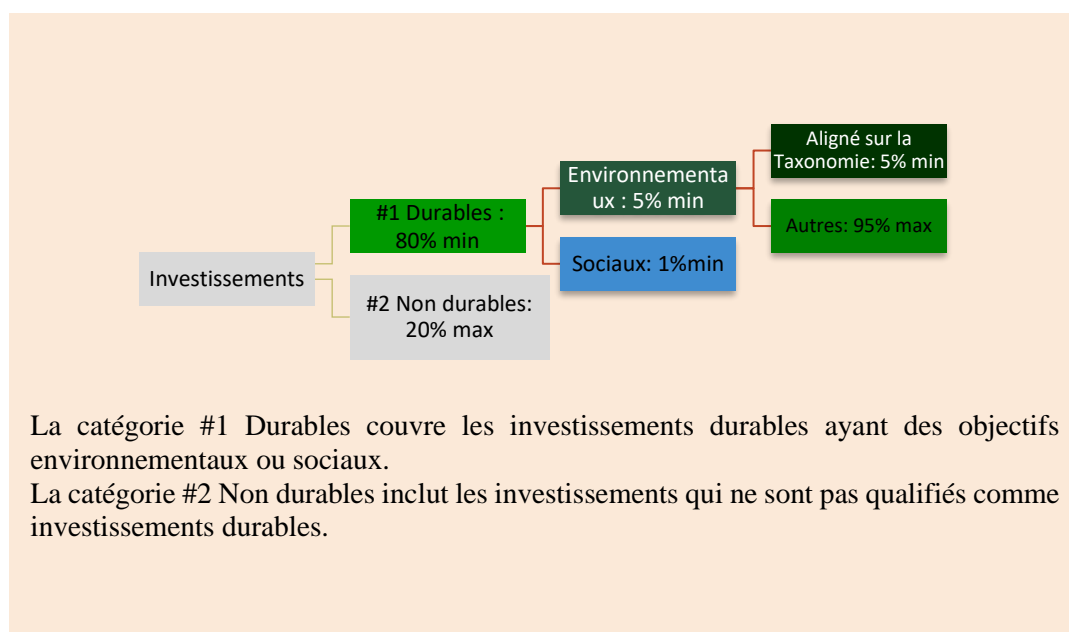 Investissements
#1 Durables :
80% min
#2 Non durables:
20% max
Environnementa
ux : 5% min
Sociaux: 1%min
Aligné sur la
Taxonomie: 5% min
Autres: 95% max
La catégorie #1 Durables couvre les investissements durables ayant des objectifs
environnementaux ou sociaux.
La catégorie #2 Non durables inclut les investissements qui ne sont pas qualifiés comme
investissements durables.